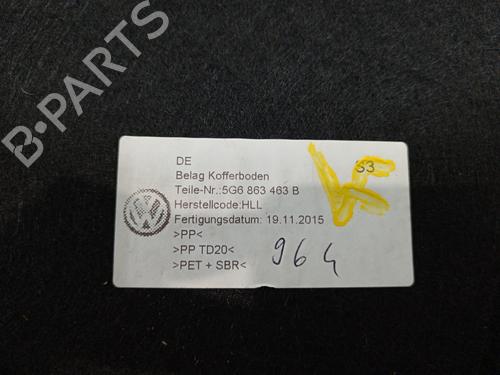 B-PARTS
DE
Belag Kofferboden
Teile-Nr.:5G6 863 463 B
Herstellcode:HLL
Fertigungsdatum: 19.11.2015
>PP<
>PP TD20<
>PET + SBR<
S3
964